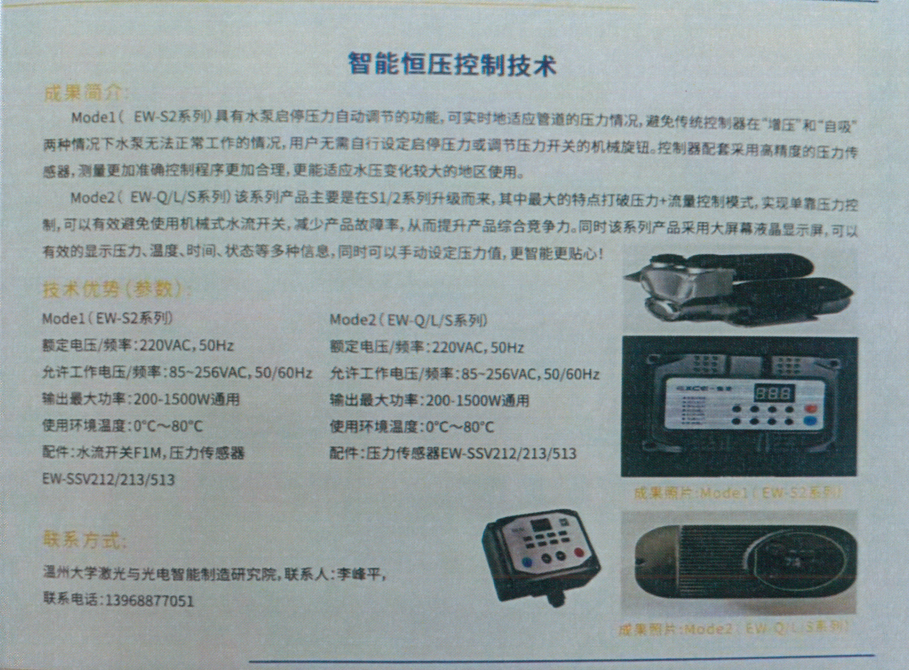 智能恒压控制技术
成果简介:
Mode1( EW-S2系列)具有水泵启停压力自动调节的功能,可实时地适应管道的压力情况,避免传统控制器在“增压”和“自吸”
两种情况下水泵无法正常工作的情况,用户无需自行设定启停压力或调节压力开关的机械旋钮。控制器配套采用高精度的压力传
感器,测量更加准确控制程序更加合理,更能适应水压变化较大的地区使用。
Mode2( EW-Q/L/S系列)该系列产品主要是在S1/2系列升级而来,其中最大的特点打破压力+流量控制模式,实现单靠压力控
制,可以有效避免使用机械式水流开关,减少产品故障率,从而提升产品综合竞争力。同时该系列产品采用大屏幕液晶显示屏,可以
有效的显示压力、温度、时间、状态等多种信息,同时可以手动设定压力值,更智能更贴心!
技术优势(参数):
Mode1(EW-S2系列)
额定电压/频率:220VAC,50Hz
允许工作电压/频率:85~256VAC,50/60Hz
输出最大功率:200-1500W通用
使用环境温度:0℃～80℃
配件:水流开关F1M,压力传感器
EW-SSV212/213/513
Mode2(EW-Q/L/S系列)
额定电压/频率:220VAC,50Hz
允许工作电压/频率:85~256VAC,50/60Hz
输出最大功率:200-1500W通用
使用环境温度:0℃～80℃
配件:压力传感器EW-SSV212/213/513
888
成果照片:Mode1(EW-S2系列)
成果照片:Mode2( EW-Q/L/S系列)
联系方式:
温州大学激光与光电智能制造研究院,联系人:李峰平,
联系电话:13968877051